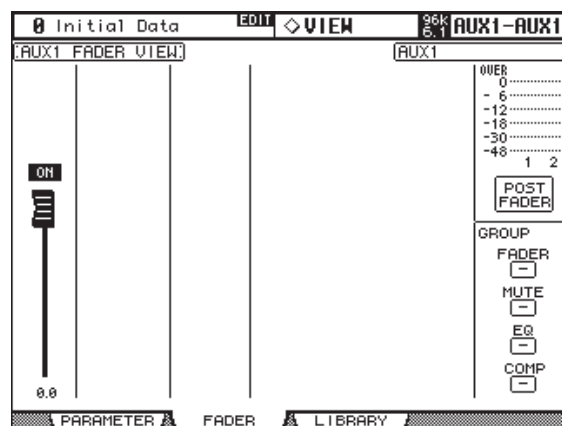 0 Initial Data EDIT ◇VIEW 96k 6.1 AUX1-AUX1
AUX1 FADER VIEW
AUX1
OVER
0
- 6
-12
-18
-30
-48
1 2
ON
POST
FADER
GROUP
FADER
-
MUTE
-
EQ
-
COMP
-
0.0
PARAMETER FADER LIBRARY